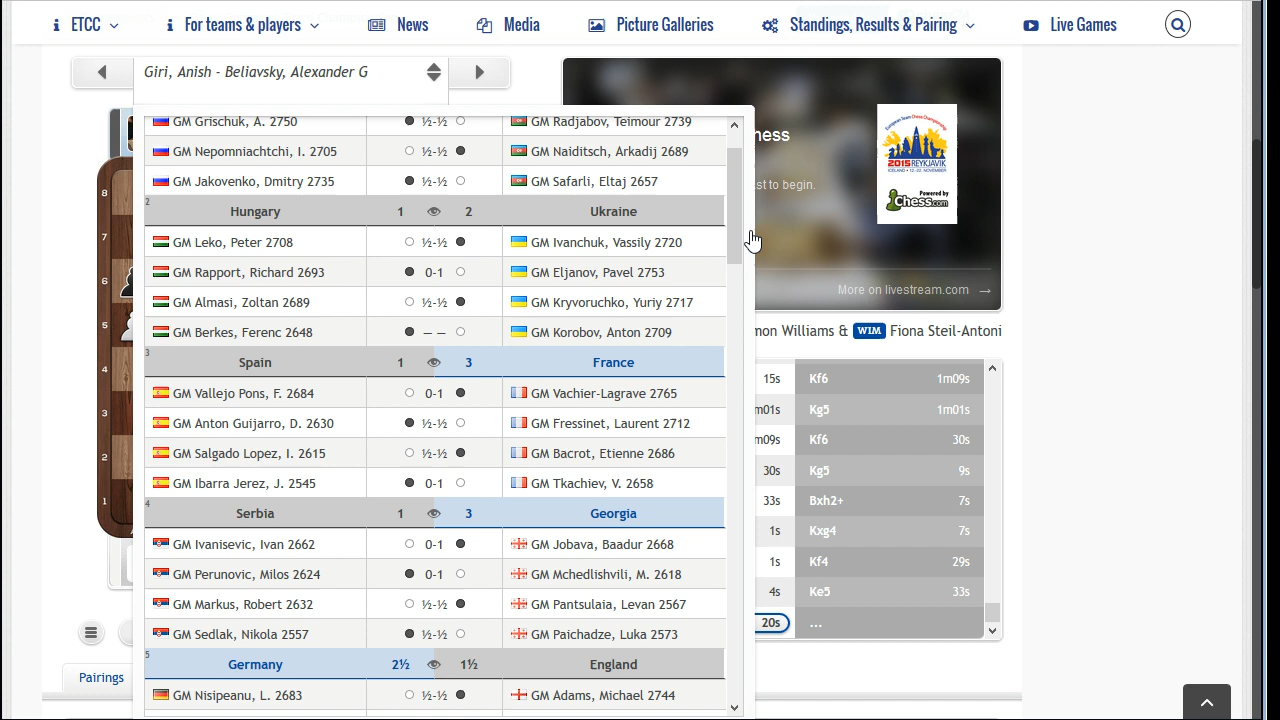 ETCC For teams & players News Media Picture Galleries Standings, Results & Pairing Live Games
Giri, Anish - Beliavsky, Alexander G
GM Grischuk, A. 2750 ½-½ Radjabov, Teimour 2739
GM Nepomniachtchi, I. 2705 ½-½ GM Naiditsch, Arkadij 2689
GM Jakovenko, Dmitry 2735 ½-½ GM Safarli, Eltaj 2657
2 Hungary 1 2 Ukraine
GM Leko, Peter 2708 ½-½ GM Ivanchuk, Vassily 2720
GM Rapport, Richard 2693 0-1 GM Eljanov, Pavel 2753
GM Almasi, Zoltan 2689 ½-½ GM Kryvoruchko, Yuriy 2717
GM Berkes, Ferenc 2648 – – GM Korobov, Anton 2709
3 Spain 1 3 France
GM Vallejo Pons, F. 2684 0-1 GM Vachier-Lagrave 2765
GM Anton Guijarro, D. 2630 ½-½ GM Fressinet, Laurent 2712
GM Salgado Lopez, I. 2615 ½-½ GM Bacrot, Etienne 2686
GM Ibarra Jerez, J. 2545 0-1 GM Tkachiev, V. 2658
4 Serbia 1 3 Georgia
GM Ivanisevic, Ivan 2662 0-1 GM Jobava, Baadur 2668
GM Perunovic, Milos 2624 0-1 GM Mchedlishvili, M. 2618
GM Markus, Robert 2632 ½-½ GM Pantsulaia, Levan 2567
GM Sedlak, Nikola 2557 ½-½ GM Paichadze, Luka 2573
5 Germany 2½ 1½ England
GM Nisipeanu, L. 2683 ½-½ GM Adams, Michael 2744
8
7
6
5
4
3
2
1
Pairings
hess
st to begin.
European Team Chess Championship
2015 REYKJAVIK
ICELAND • 12.-22. NOVEMBER
Powered by
Chess.com
More on livestream.com →
mon Williams & WIM Fiona Steil-Antoni
15s Kf6 1m09s
m01s Kg5 1m01s
m09s Kf6 30s
30s Kg5 9s
33s Bxh2+ 7s
1s Kxg4 7s
1s Kf4 29s
4s Ke5 33s
20s ...